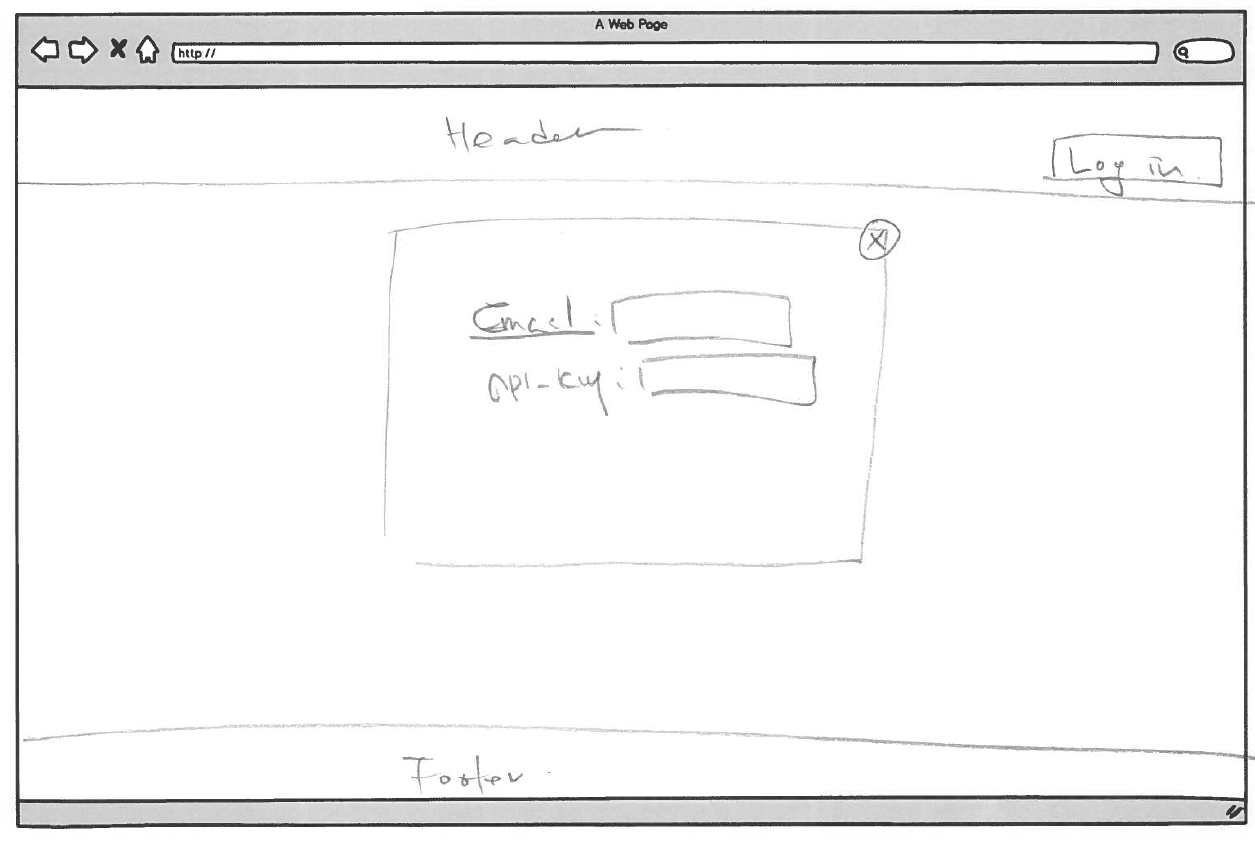 A Web Page
http://
Header
Log in
X
Email:
api-key:
Footer